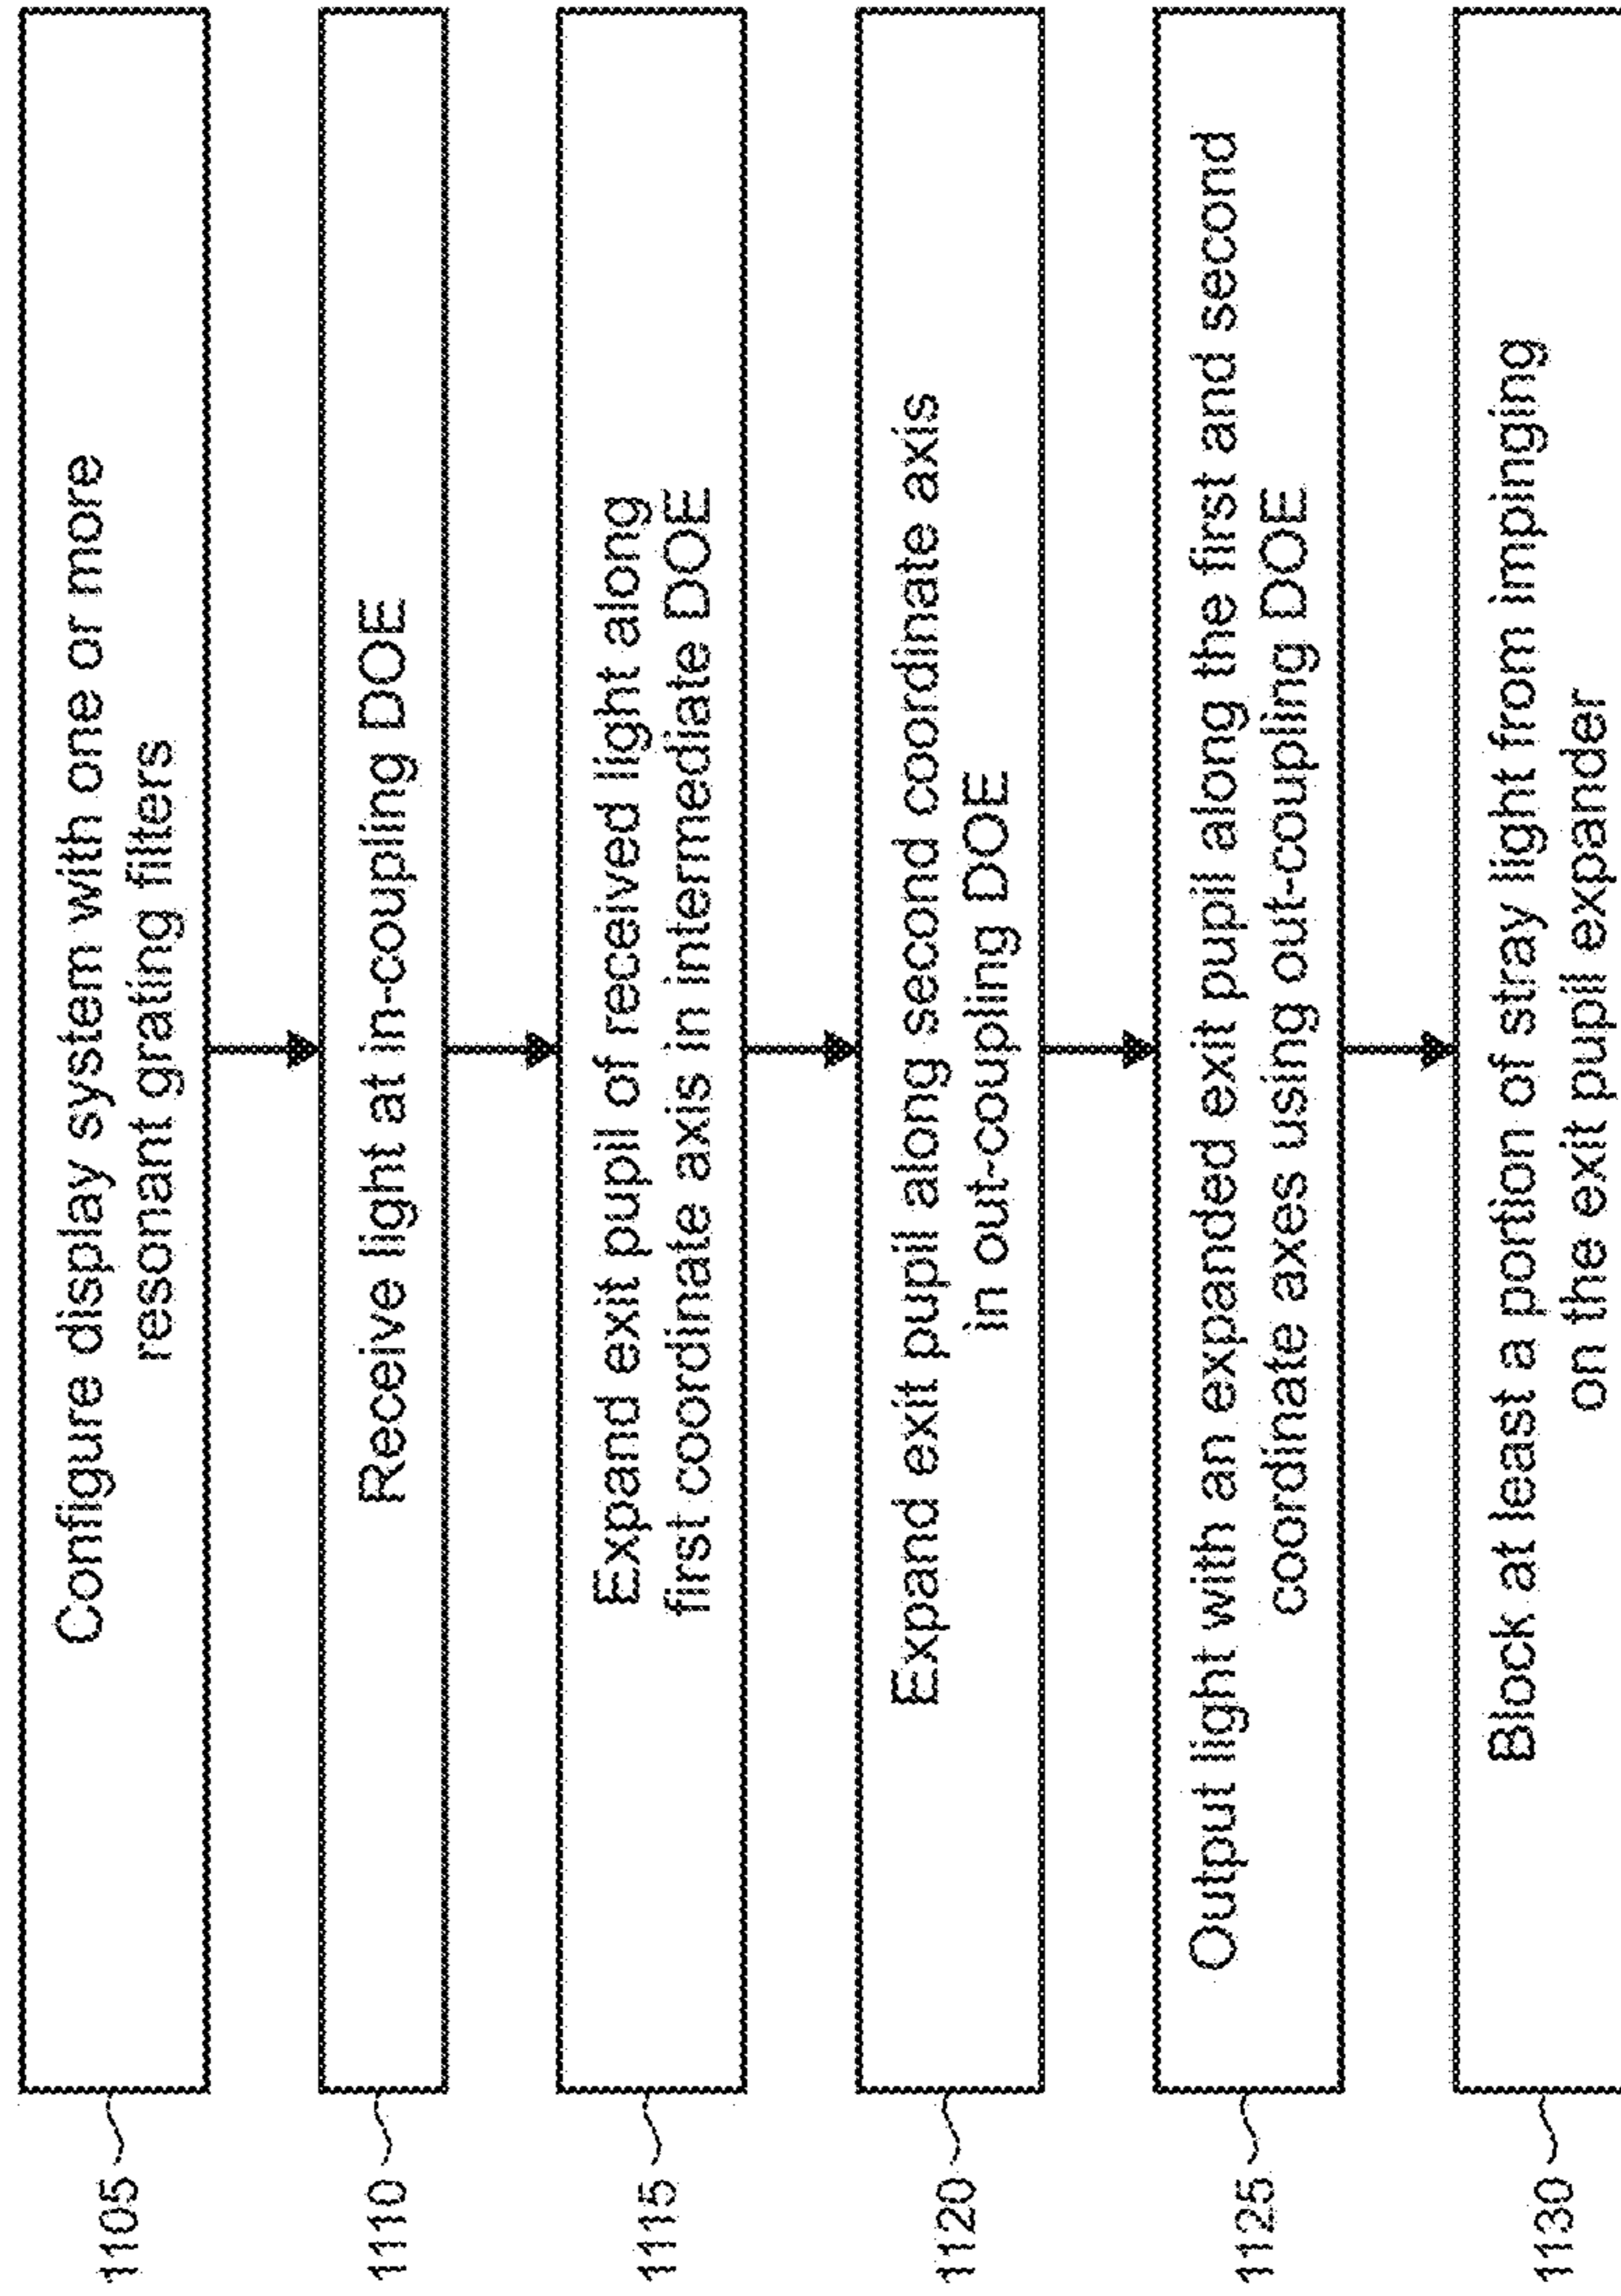 1105
Configure display system with one or more
resonant grating filters
1110
Receive light at in-coupling DOE
1115
Expand exit pupil of received light along
first coordinate axis in intermediate DOE
1120
Expand exit pupil along second coordinate axis
in out-coupling DOE
1125
Output light with an expanded exit pupil along the first and second
coordinate axes using out-coupling DOE
1130
Block at least a portion of stray light from impinging
on the exit pupil expander